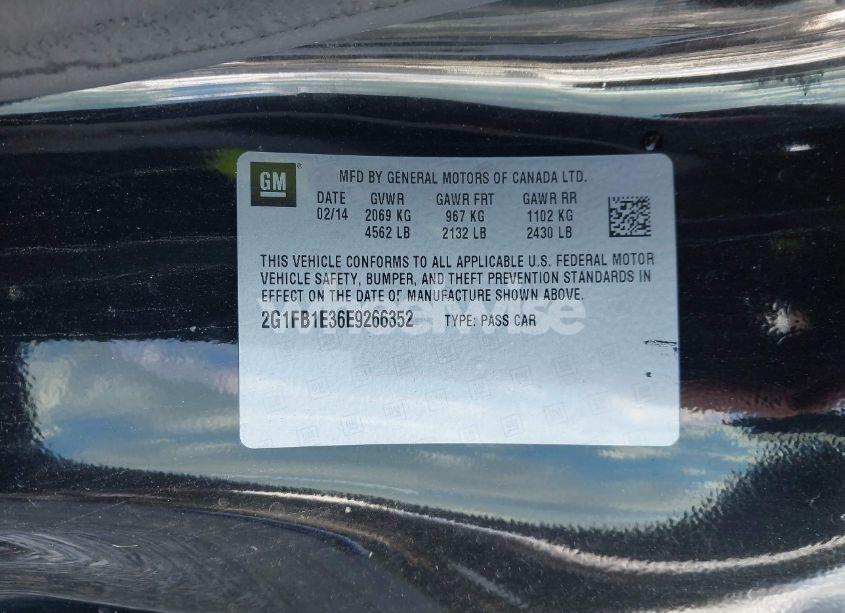 GM
MFD BY GENERAL MOTORS OF CANADA LTD.
DATE GVWR GAWR FRT GAWR RR
02/14 2069 KG 967 KG 1102 KG
4562 LB 2132 LB 2430 LB
THIS VEHICLE CONFORMS TO ALL APPLICABLE U.S. FEDERAL MOTOR
VEHICLE SAFETY, BUMPER, AND THEFT PREVENTION STANDARDS IN
EFFECT ON THE DATE OF MANUFACTURE SHOWN ABOVE.
2G1FB1E36E9266352 TYPE: PASS CAR